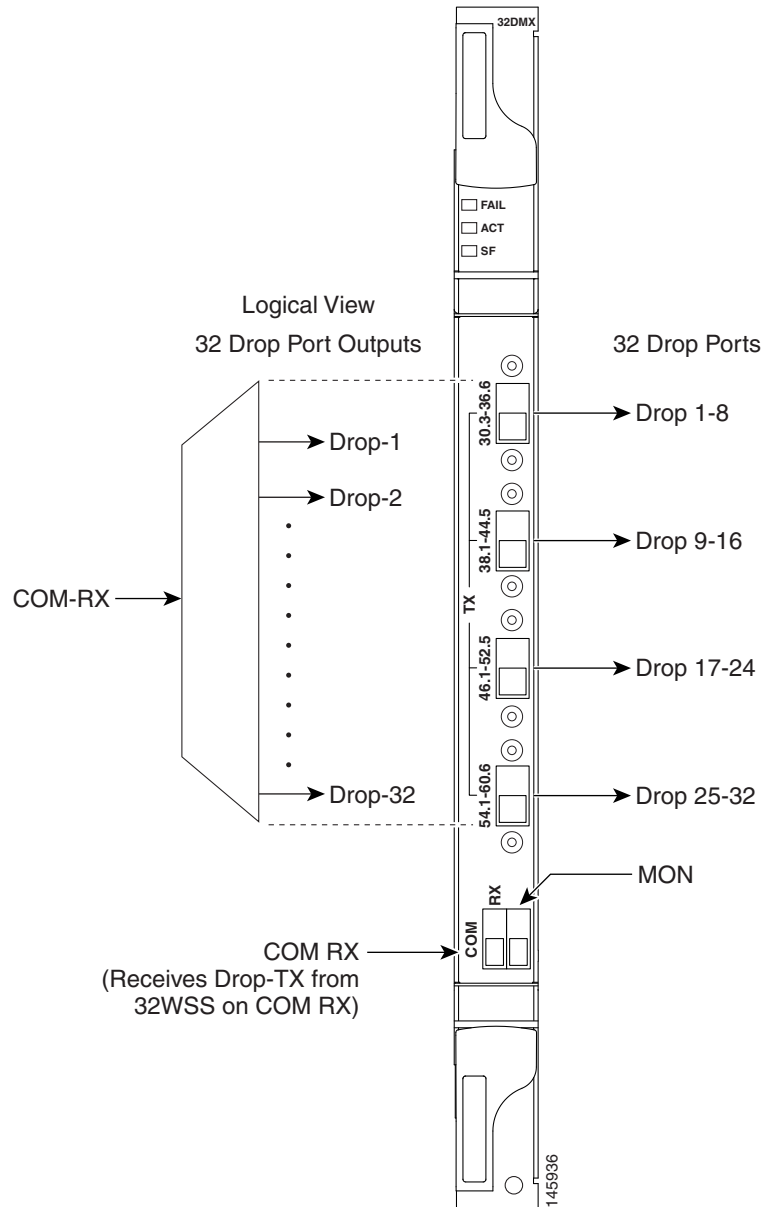 32DMX
FAIL
ACT
SF
Logical View
32 Drop Port Outputs
32 Drop Ports
30.3-36.6
Drop 1-8
Drop-1
Drop-2
38.1-44.5
Drop 9-16
COM-RX
TX
46.1-52.5
Drop 17-24
Drop-32
54.1-60.6
Drop 25-32
MON
RX
COM
COM RX
(Receives Drop-TX from
32WSS on COM RX)
145936